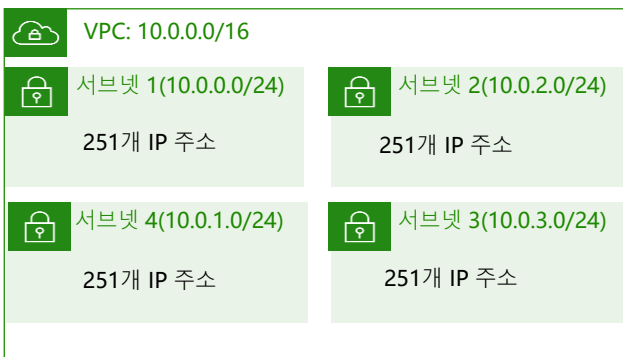 VPC: 10.0.0.0/16
서브넷 1(10.0.0.0/24)
251개 IP 주소
서브넷 2(10.0.2.0/24)
251개 IP 주소
서브넷 4(10.0.1.0/24)
251개 IP 주소
서브넷 3(10.0.3.0/24)
251개 IP 주소